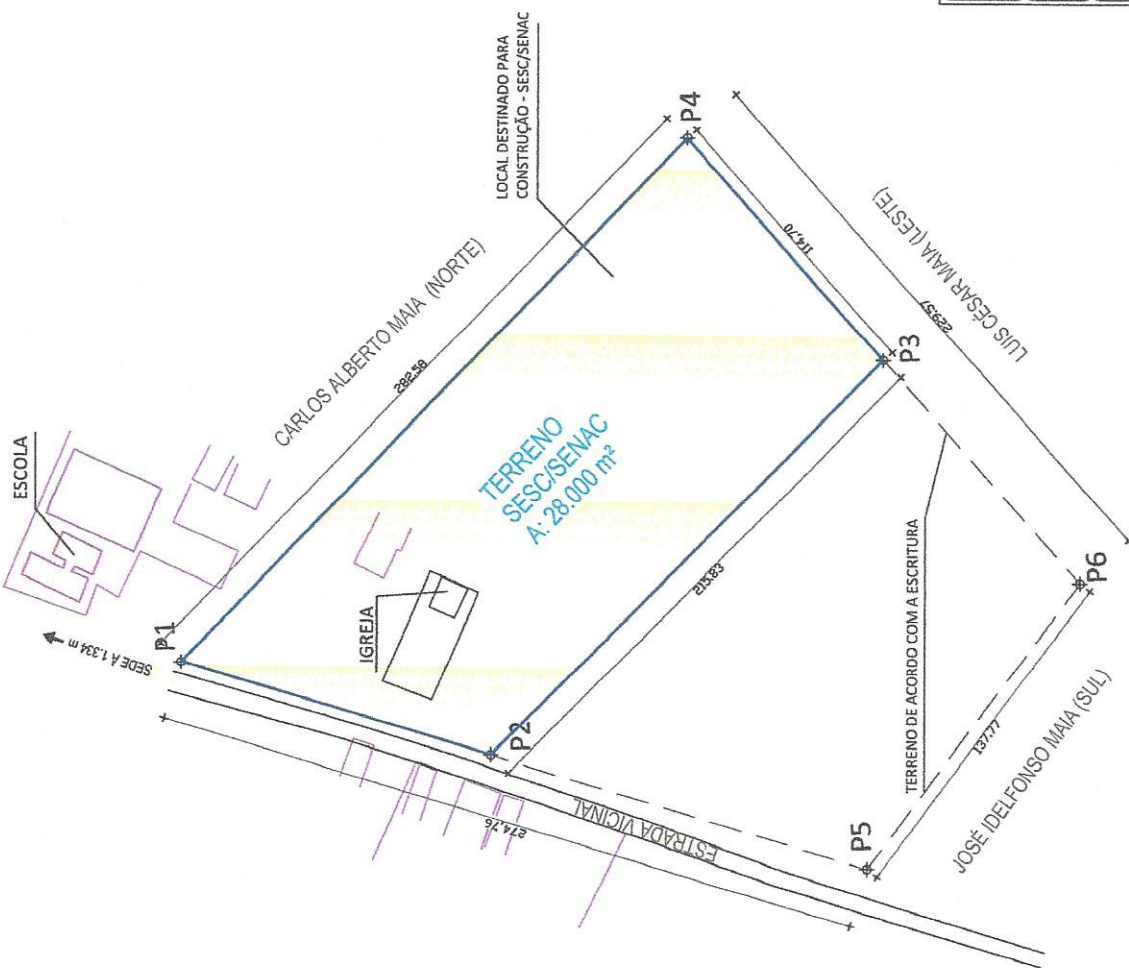 ESCOLA
LOCAL DESTINADO PARA
CONSTRUÇÃO - SESC/SENAC
CARLOS ALBERTO MAIA (NORTE)
282,58
P4
P1
SEDE A 1.334 m
TERRENO
SESC/SENAC
A: 28.000 m²
114,70
LUIS CÉSAR MAIA (LESTE)
229,57
IGREJA
P3
215,83
P2
274,76
ESTRADA VICINAL
TERRENO DE ACORDO COM A ESCRITURA
P6
P5
137,77
JOSÉ IDELFONSO MAIA (SUL)